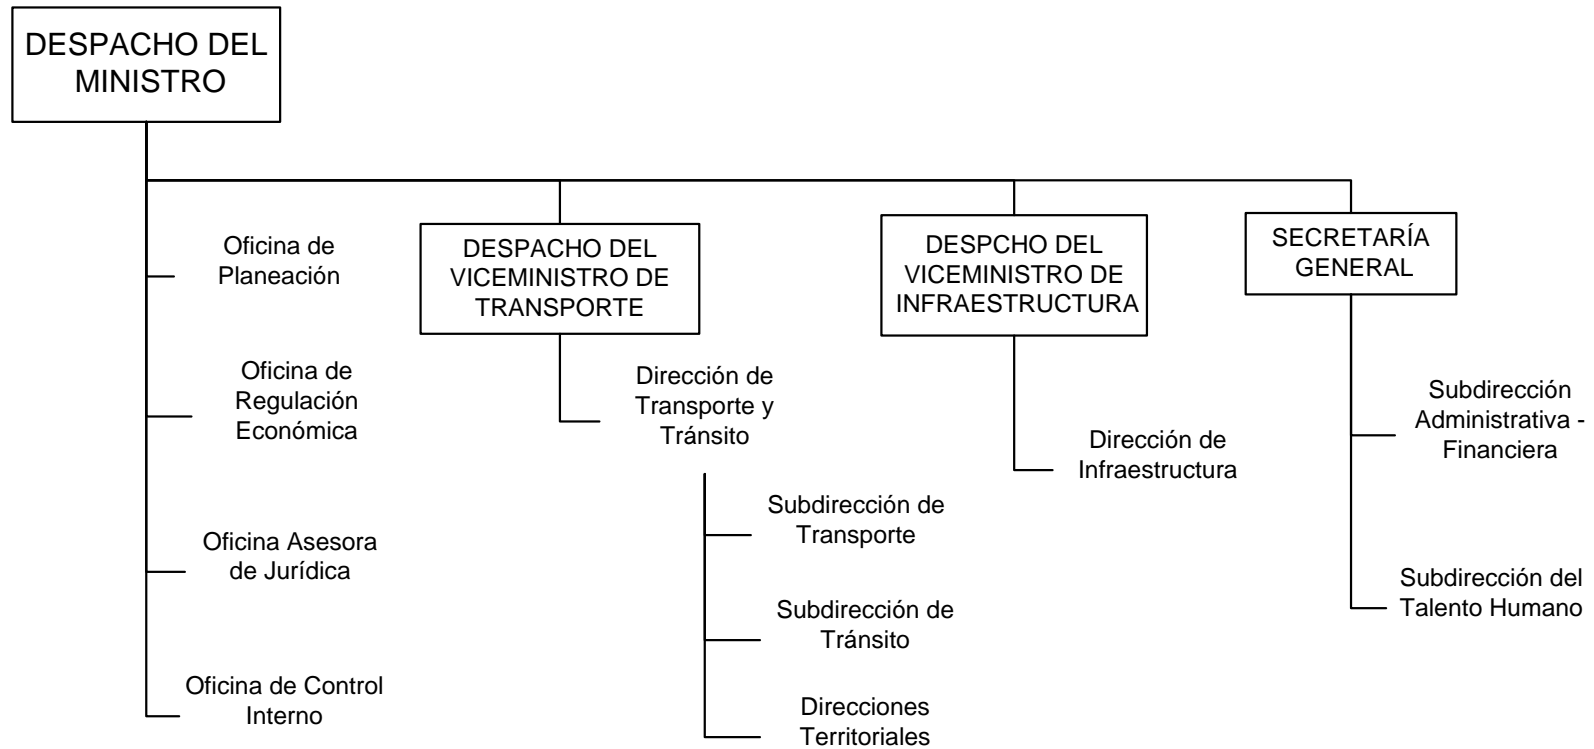 DESPACHO DEL
MINISTRO
Oficina de
Planeación
Oficina de
Regulación
Económica
Oficina Asesora
de Jurídica
Oficina de Control
Interno
DESPACHO DEL
VICEMINISTRO DE
TRANSPORTE
Dirección de
Transporte y
Tránsito
Subdirección de
Transporte
Subdirección de
Tránsito
Direcciones
Territoriales
DESPCHO DEL
VICEMINISTRO DE
INFRAESTRUCTURA
Dirección de
Infraestructura
SECRETARÍA
GENERAL
Subdirección
Administrativa -
Financiera
Subdirección del
Talento Humano